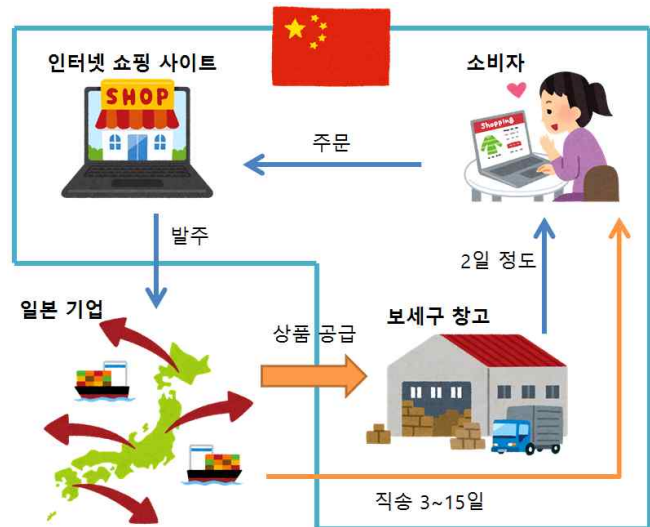 인터넷 쇼핑 사이트
소비자
SHOP
Shopping
주문
발주
2일 정도
일본 기업
상품 공급
보세구 창고
직송 3~15일